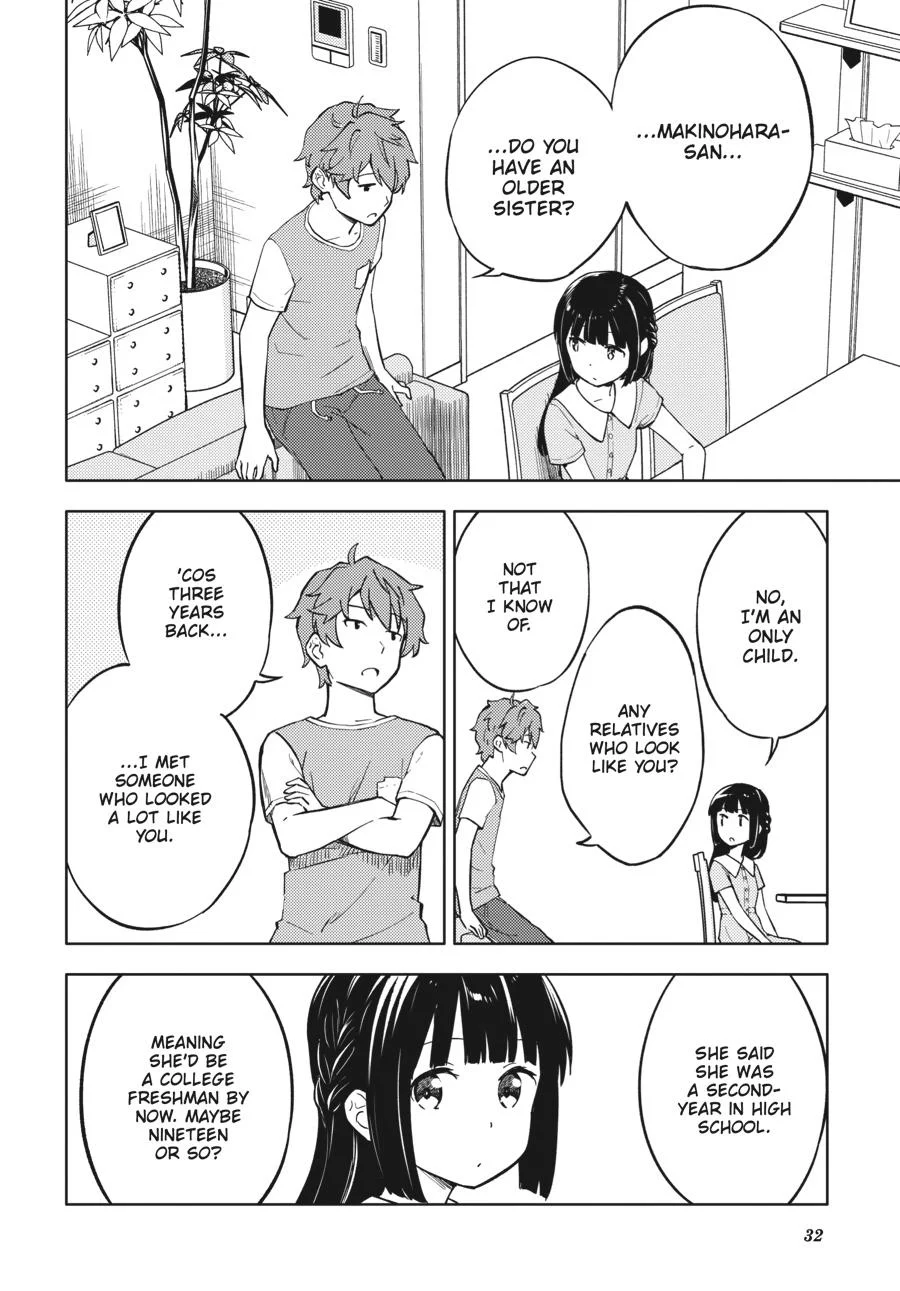 ...MAKINOHARA-
SAN...
...DO YOU
HAVE AN
OLDER
SISTER?
NO,
I'M AN
ONLY
CHILD.
ANY
RELATIVES
WHO LOOK
LIKE YOU?
NOT
THAT
I KNOW
OF.
'COS
THREE
YEARS
BACK...
...I MET
SOMEONE
WHO LOOKED
A LOT LIKE
YOU.
SHE SAID
SHE WAS
A SECOND-
YEAR IN HIGH
SCHOOL.
MEANING
SHE'D BE
A COLLEGE
FRESHMAN BY
NOW. MAYBE
NINETEEN
OR SO?
32